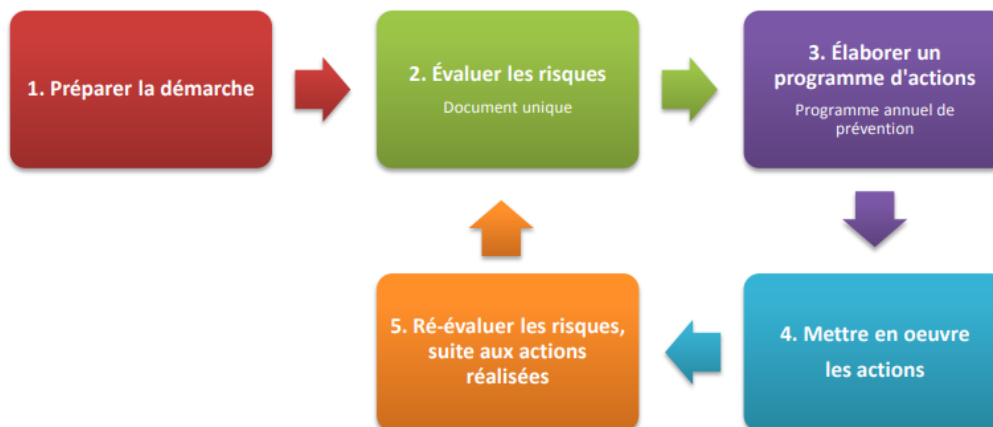 1. Préparer la démarche
2. Évaluer les risques
Document unique
3. Élaborer un
programme d'actions
Programme annuel de
prévention
4. Mettre en oeuvre
les actions
5. Ré-évaluer les risques,
suite aux actions
réalisées